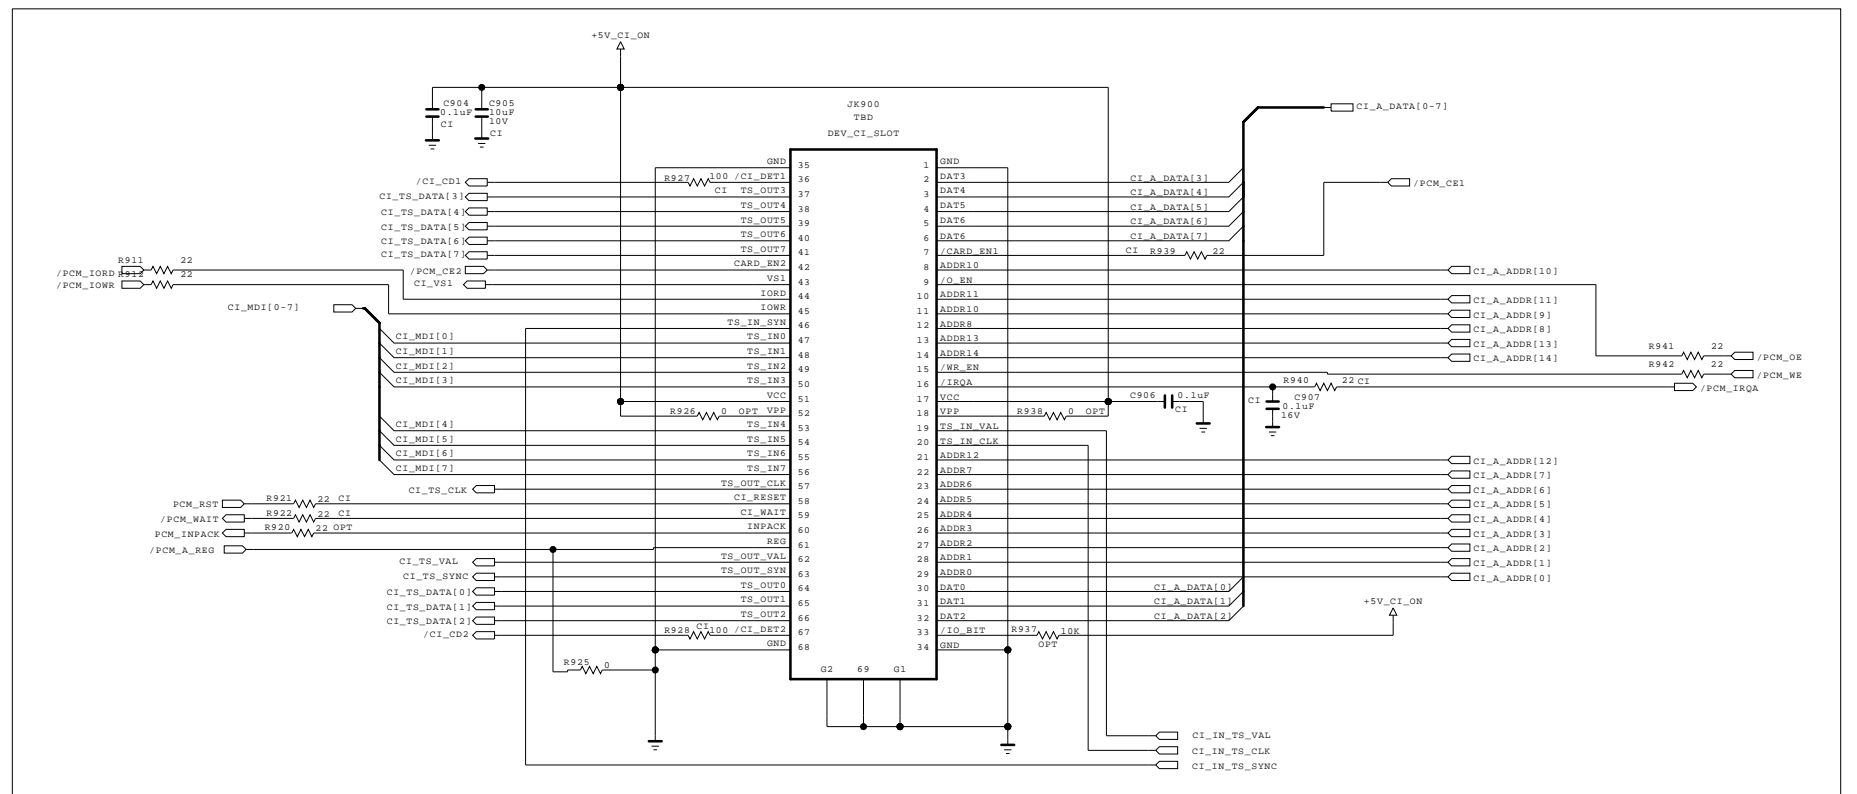 +5V_CI_ON
C904
0.1uF
CI
C905
10uF
10V
CI
JK900
TBD
DEV_CI_SLOT
CI_A_DATA[0-7]
GND 35
1 GND
/CI_CD1 R927 100 /CI_DET1 36
2 DAT3 CI_A_DATA[3]
/PCM_CE1
CI_TS_DATA[3] CI TS_OUT3 37
3 DAT4 CI_A_DATA[4]
CI_TS_DATA[4] TS_OUT4 38
4 DAT5 CI_A_DATA[5]
CI_TS_DATA[5] TS_OUT5 39
5 DAT6 CI_A_DATA[6]
CI_TS_DATA[6] TS_OUT6 40
6 DAT6 CI_A_DATA[7]
CI_TS_DATA[7] TS_OUT7 41
7 /CARD_EN1 CI R939 22
/PCM_IORD R911 22
/PCM_CE2 CARD_EN2 42
8 ADDR10 CI_A_ADDR[10]
/PCM_IOWR R912 22
CI_VS1 VS1 43
9 /O_EN
IORD 44
10 ADDR11 CI_A_ADDR[11]
CI_MDI[0-7]
IOWR 45
11 ADDR10 CI_A_ADDR[9]
TS_IN_SYN 46
12 ADDR8 CI_A_ADDR[8]
CI_MDI[0] TS_IN0 47
13 ADDR13 CI_A_ADDR[13]
CI_MDI[1] TS_IN1 48
14 ADDR14 CI_A_ADDR[14]
R941 22 /PCM_OE
CI_MDI[2] TS_IN2 49
15 /WR_EN R942 22 /PCM_WE
CI_MDI[3] TS_IN3 50
16 /IRQA R940 22 CI /PCM_IRQA
VCC 51
17 VCC C906 0.1uF
CI
CI C907
0.1uF
16V
R926 0 OPT VPP 52
18 VPP R938 0 OPT
CI_MDI[4] TS_IN4 53
19 TS_IN_VAL
CI_MDI[5] TS_IN5 54
20 TS_IN_CLK
CI_MDI[6] TS_IN6 55
21 ADDR12 CI_A_ADDR[12]
CI_MDI[7] TS_IN7 56
22 ADDR7 CI_A_ADDR[7]
CI_TS_CLK TS_OUT_CLK 57
23 ADDR6 CI_A_ADDR[6]
PCM_RST R921 22 CI CI_RESET 58
24 ADDR5 CI_A_ADDR[5]
/PCM_WAIT R922 22 CI CI_WAIT 59
25 ADDR4 CI_A_ADDR[4]
PCM_INPACK R920 22 OPT INPACK 60
26 ADDR3 CI_A_ADDR[3]
/PCM_A_REG REG 61
27 ADDR2 CI_A_ADDR[2]
CI_TS_VAL TS_OUT_VAL 62
28 ADDR1 CI_A_ADDR[1]
CI_TS_SYNC TS_OUT_SYN 63
29 ADDR0 CI_A_ADDR[0]
CI_TS_DATA[0] TS_OUT0 64
30 DAT0 CI_A_DATA[0]
CI_TS_DATA[1] TS_OUT1 65
31 DAT1 CI_A_DATA[1]
+5V_CI_ON
CI_TS_DATA[2] TS_OUT2 66
32 DAT2 CI_A_DATA[2]
/CI_CD2 R928 CI 100 /CI_DET2 67
33 /IO_BIT R937 10K
OPT
GND 68
34 GND
R925 0
G2 69 G1
CI_IN_TS_VAL
CI_IN_TS_CLK
CI_IN_TS_SYNC